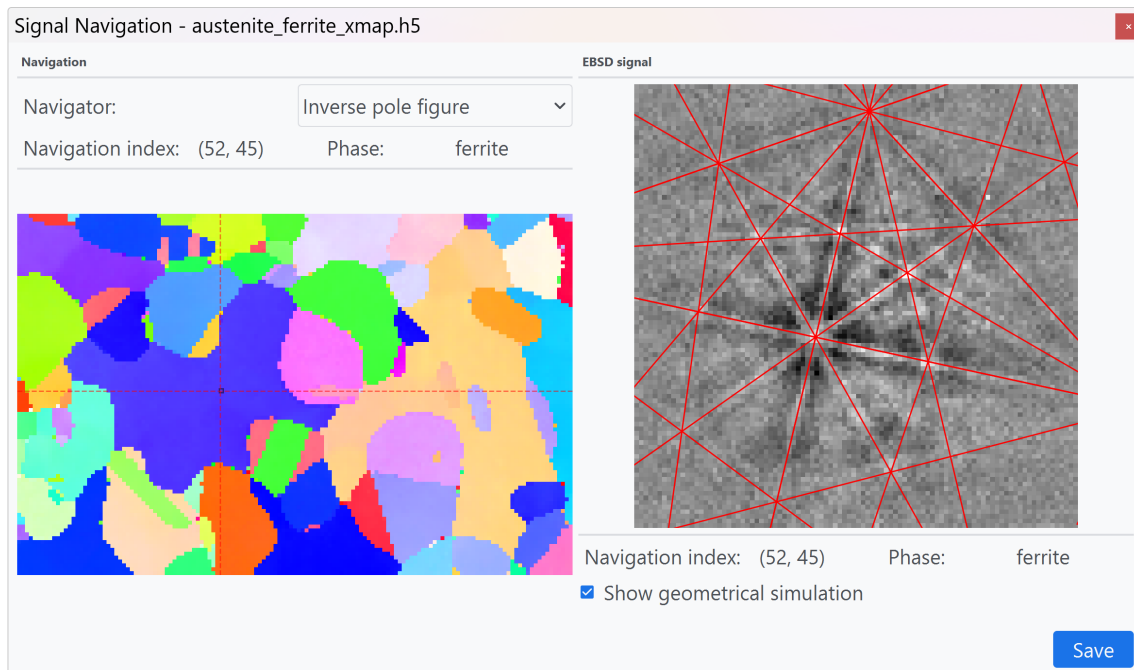 Signal Navigation - austenite_ferrite_xmap.h5
×
Navigation
Navigator:
Inverse pole figure
Navigation index: (52, 45) Phase: ferrite
EBSD signal
Navigation index: (52, 45) Phase: ferrite
Show geometrical simulation
Save